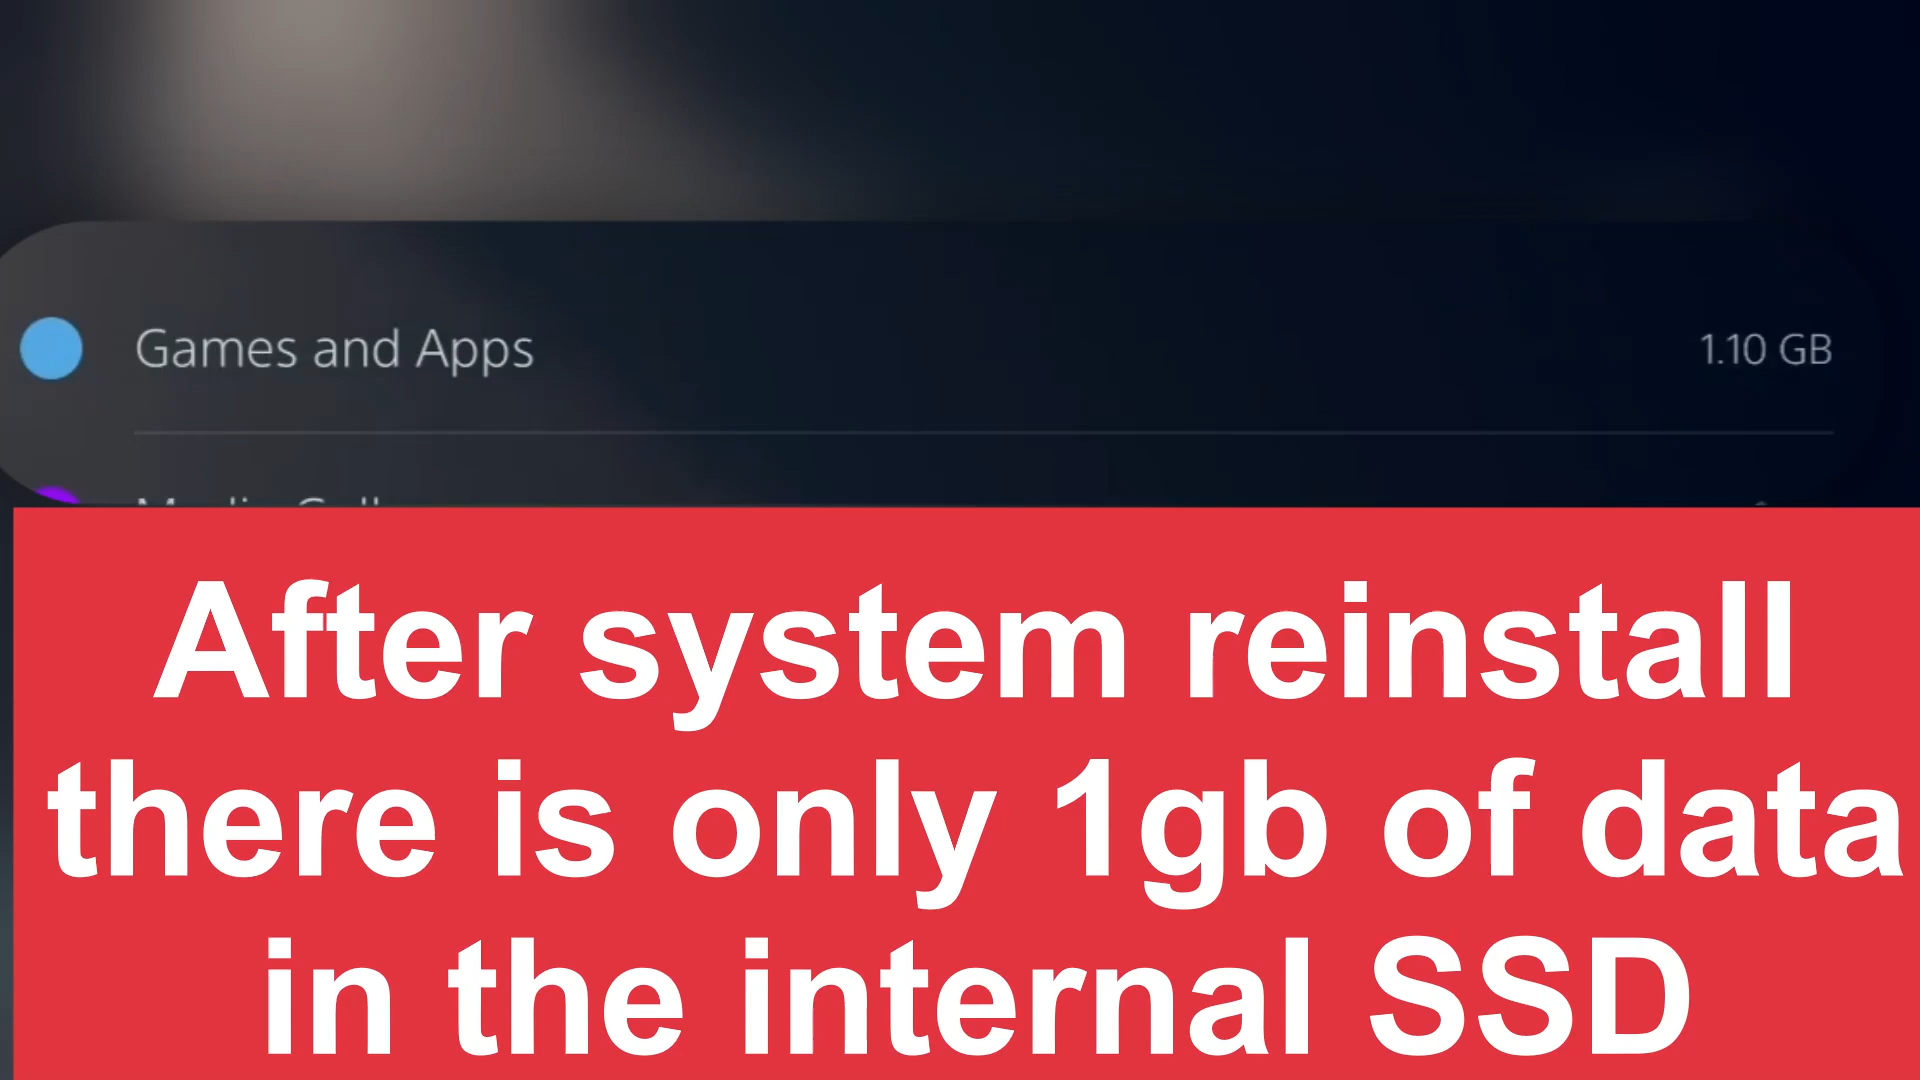 Games and Apps 1.10 GB
After system reinstall
there is only 1gb of data
in the internal SSD